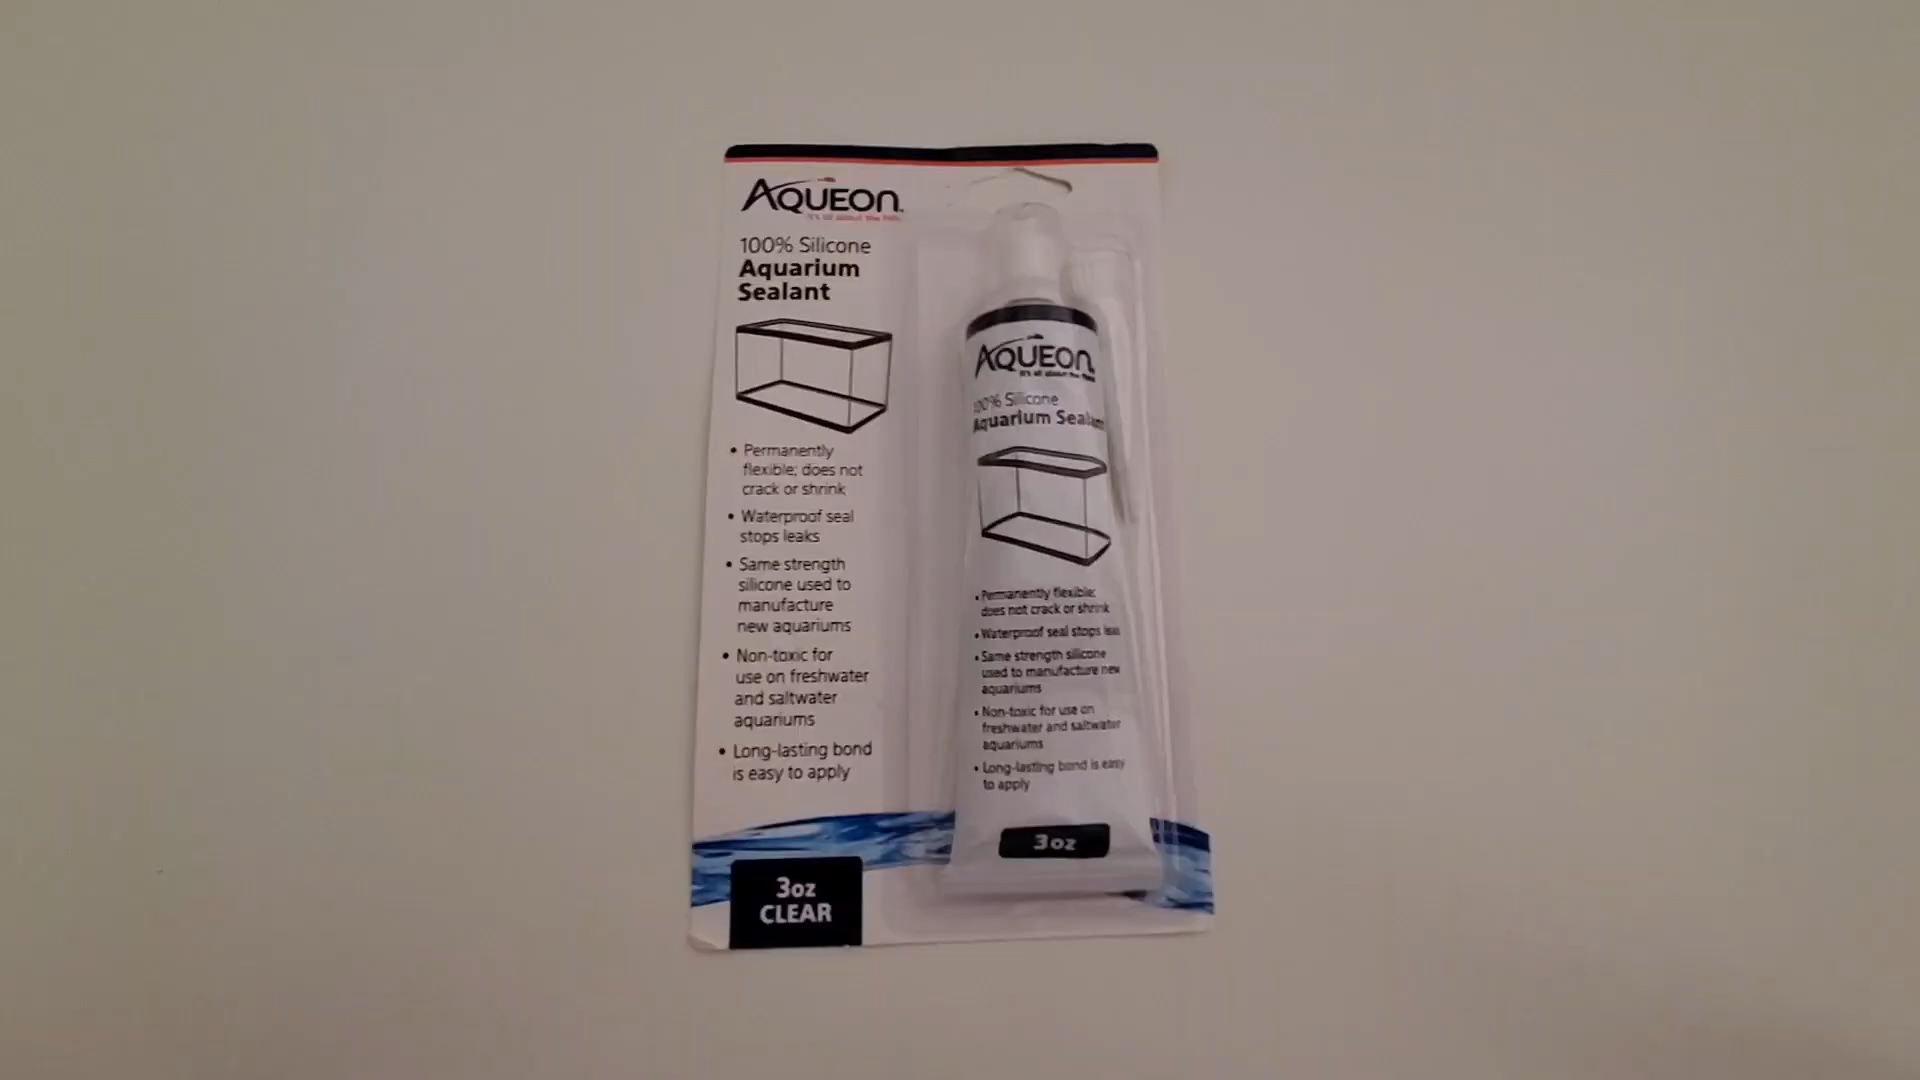 AQUEON
it's all about the fish
100% Silicone
Aquarium
Sealant
• Permanently
flexible; does not
crack or shrink
• Waterproof seal
stops leaks
• Same strength
silicone used to
manufacture
new aquariums
• Non-toxic for
use on freshwater
and saltwater
aquariums
• Long-lasting bond
is easy to apply
3oz
CLEAR
AQUEON
it's all about the fish
100% Silicone
Aquarium Sealant
• Permanently flexible;
does not crack or shrink
• Waterproof seal stops leaks
• Same strength silicone
used to manufacture new
aquariums
• Non-toxic for use on
freshwater and saltwater
aquariums
• Long-lasting bond is easy
to apply
3oz